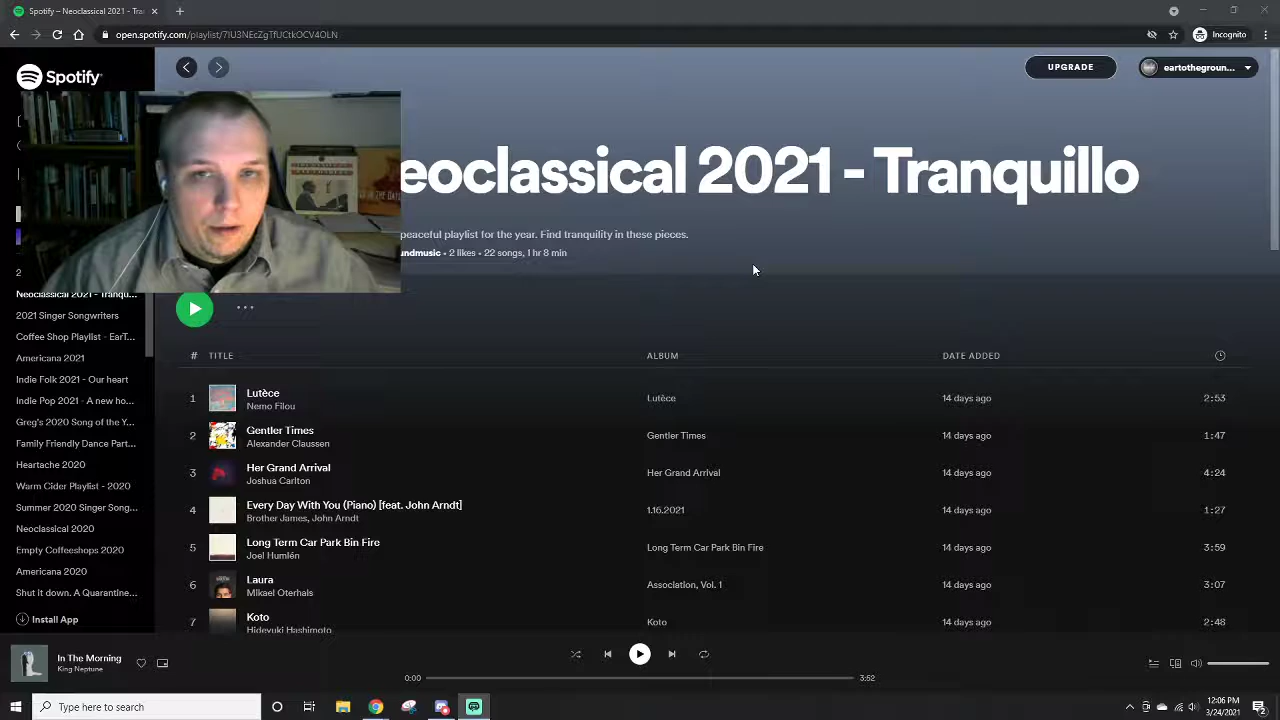 Spotify – Neoclassical 2021 - Tra
open.spotify.com/playlist/7IU3NEcZgTfUCtkOCV4OLN
Incognito
Spotify
UPGRADE
eartothegroun...
eoclassical 2021 - Tranquillo
peaceful playlist for the year. Find tranquility in these pieces.
undmusic • 2 likes • 22 songs, 1 hr 8 min
Neoclassical 2021 - Tranqu...
2021 Singer Songwriters
Coffee Shop Playlist - EarT...
Americana 2021
Indie Folk 2021 - Our heart
Indie Pop 2021 - A new ho...
Greg's 2020 Song of the Y...
Family Friendly Dance Part...
Heartache 2020
Warm Cider Playlist - 2020
Summer 2020 Singer Song...
Neoclassical 2020
Empty Coffeeshops 2020
Americana 2020
Shut it down. A Quarantine...
Install App
# TITLE ALBUM DATE ADDED
1 Lutèce Lutèce 14 days ago 2:53
Nemo Filou
2 Gentler Times Gentler Times 14 days ago 1:47
Alexander Claussen
3 Her Grand Arrival Her Grand Arrival 14 days ago 4:24
Joshua Carlton
4 Every Day With You (Piano) [feat. John Arndt] 1.16.2021 14 days ago 1:27
Brother James, John Arndt
5 Long Term Car Park Bin Fire Long Term Car Park Bin Fire 14 days ago 3:59
Joel Humlén
6 Laura Association, Vol. 1 14 days ago 3:07
Mikael Oterhals
7 Koto Koto 14 days ago 2:48
Hideyuki Hashimoto
In The Morning
King Neptune
0:00 3:52
Type here to search
12:06 PM
3/24/2021
2